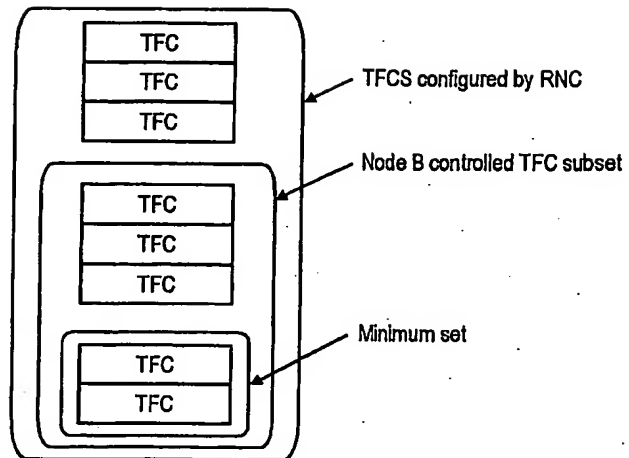 TFC
TFC
TFC
TFCS configured by RNC
Node B controlled TFC subset
TFC
TFC
TFC
Minimum set
TFC
TFC